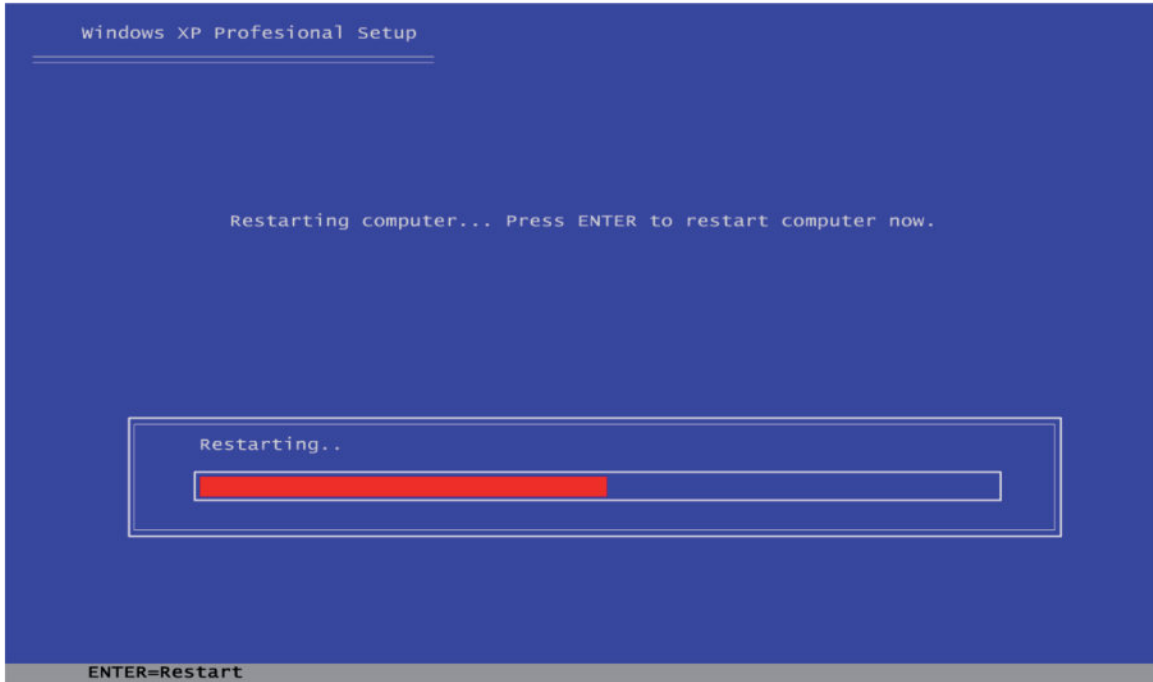 Windows XP Profesional Setup
Restarting computer... Press ENTER to restart computer now.
Restarting..
ENTER=Restart